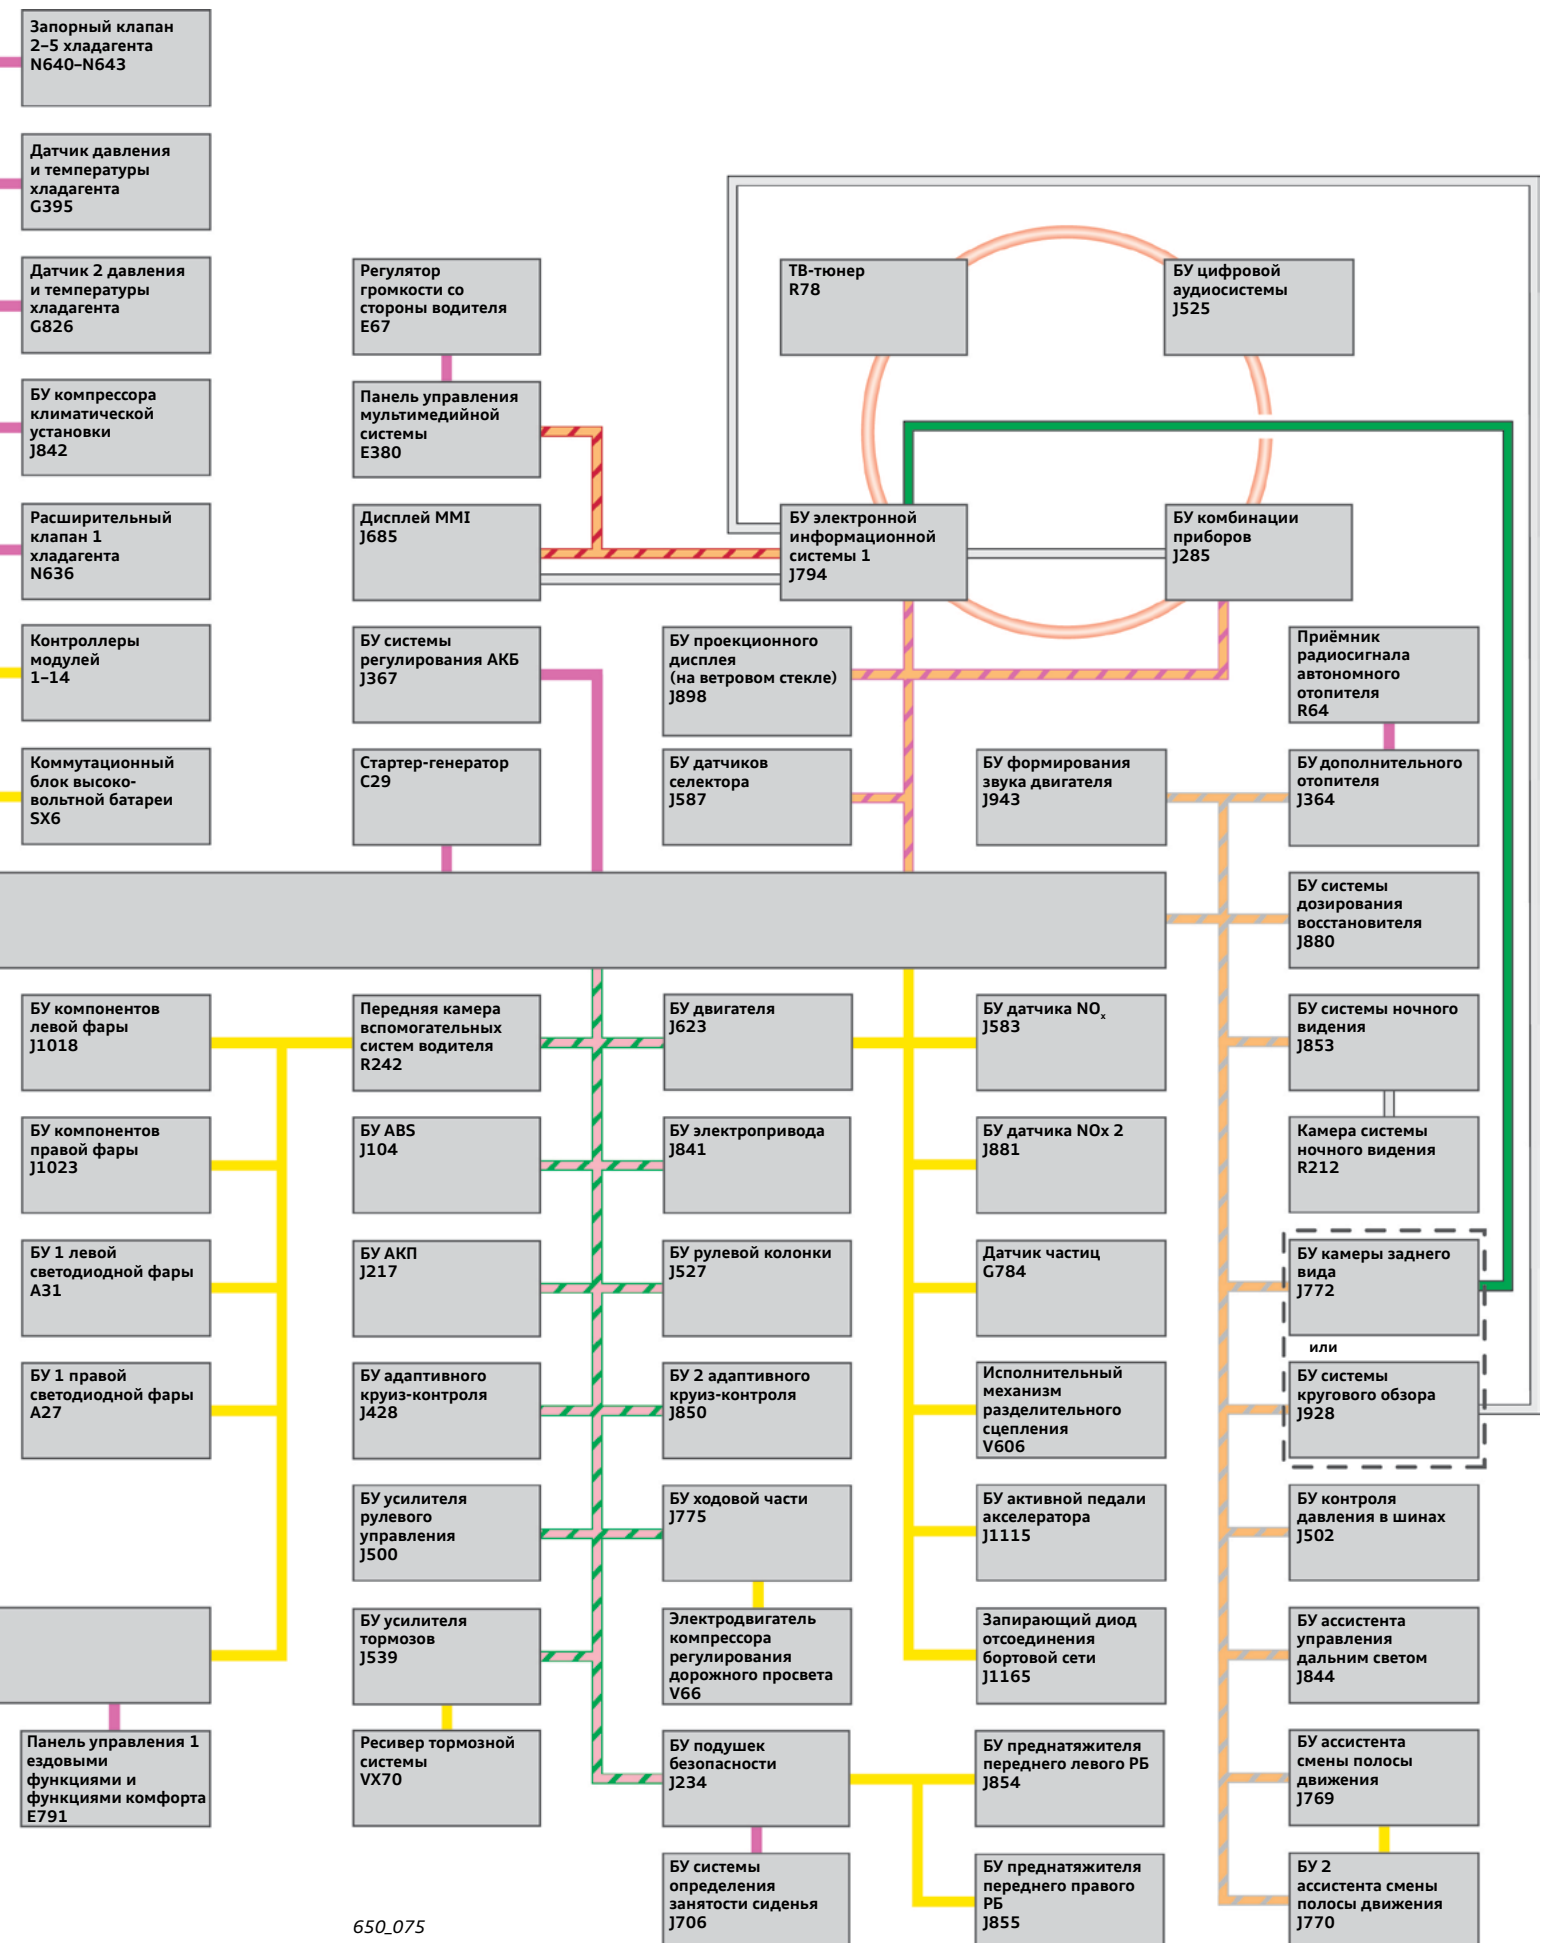 Запорный клапан
2–5 хладагента
N640–N643
Датчик давления
и температуры
хладагента
G395
Датчик 2 давления
и температуры
хладагента
G826
БУ компрессора
климатической
установки
J842
Расширительный
клапан 1
хладагента
N636
Контроллеры
модулей
1–14
Коммутационный
блок высоко-
вольтной батареи
SX6
Регулятор
громкости со
стороны водителя
E67
Панель управления
мультимедийной
системы
E380
Дисплей MMI
J685
БУ системы
регулирования АКБ
J367
Стартер-генератор
C29
ТВ-тюнер
R78
БУ цифровой
аудиосистемы
J525
БУ электронной
информационной
системы 1
J794
БУ комбинации
приборов
J285
БУ проекционного
дисплея
(на ветровом стекле)
J898
БУ датчиков
селектора
J587
БУ формирования
звука двигателя
J943
Приёмник
радиосигнала
автономного
отопителя
R64
БУ дополнительного
отопителя
J364
БУ системы
дозирования
восстановителя
J880
БУ компонентов
левой фары
J1018
БУ компонентов
правой фары
J1023
БУ 1 левой
светодиодной фары
A31
БУ 1 правой
светодиодной фары
A27
Панель управления 1
ездовыми
функциями и
функциями комфорта
E791
Передняя камера
вспомогательных
систем водителя
R242
БУ ABS
J104
БУ АКП
J217
БУ адаптивного
круиз-контроля
J428
БУ усилителя
рулевого
управления
J500
БУ усилителя
тормозов
J539
Ресивер тормозной
системы
VX70
БУ двигателя
J623
БУ электропривода
J841
БУ рулевой колонки
J527
БУ 2 адаптивного
круиз-контроля
J850
БУ ходовой части
J775
Электродвигатель
компрессора
регулирования
дорожного просвета
V66
БУ подушек
безопасности
J234
БУ системы
определения
занятости сиденья
J706
БУ датчика NOx
J583
БУ датчика NOx 2
J881
Датчик частиц
G784
Исполнительный
механизм
разделительного
сцепления
V606
БУ активной педали
акселератора
J1115
Запирающий диод
отсоединения
бортовой сети
J1165
БУ преднатяжителя
переднего левого РБ
J854
БУ преднатяжителя
переднего правого
РБ
J855
БУ системы ночного
видения
J853
Камера системы
ночного видения
R212
БУ камеры заднего
вида
J772
или
БУ системы
кругового обзора
J928
БУ контроля
давления в шинах
J502
БУ ассистента
управления
дальним светом
J844
БУ ассистента
смены полосы
движения
J769
БУ 2
ассистента смены
полосы движения
J770
650_075